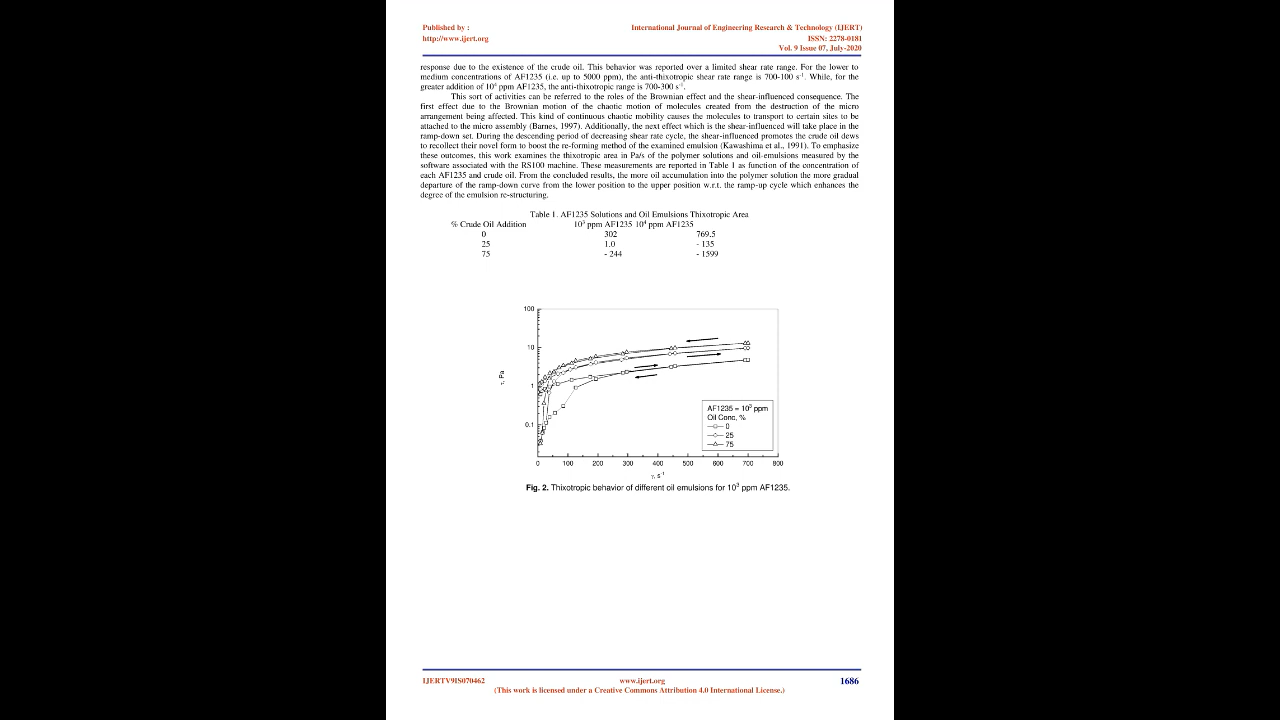 Published by :
International Journal of Engineering Research & Technology (IJERT)
http://www.ijert.org
ISSN: 2278-0181
Vol. 9 Issue 07, July-2020
response due to the existence of the crude oil. This behavior was reported over a limited shear rate range. For the lower to
medium concentrations of AF1235 (i.e. up to 5000 ppm), the anti-thixotropic shear rate range is 700-100 s⁻¹. While, for the
greater addition of 10⁴ ppm AF1235, the anti-thixotropic range is 700-300 s⁻¹.
This sort of activities can be referred to the roles of the Brownian effect and the shear-influenced consequence. The
first effect due to the Brownian motion of the chaotic motion of molecules created from the destruction of the micro
arrangement being affected. This kind of continuous chaotic mobility causes the molecules to transport to certain sites to be
attached to the micro assembly (Barnes, 1997). Additionally, the next effect which is the shear-influenced will take place in the
ramp-down set. During the descending period of decreasing shear rate cycle, the shear-influenced promotes the crude oil dews
to recollect their novel form to boost the re-forming method of the examined emulsion (Kawashima et al., 1991). To emphasize
these outcomes, this work examines the thixotropic area in Pa/s of the polymer solutions and oil-emulsions measured by the
software associated with the RS100 machine. These measurements are reported in Table 1 as function of the concentration of
each AF1235 and crude oil. From the concluded results, the more oil accumulation into the polymer solution the more gradual
departure of the ramp-down curve from the lower position to the upper position w.r.t. the ramp-up cycle which enhances the
degree of the emulsion re-structuring.
Table 1. AF1235 Solutions and Oil Emulsions Thixotropic Area
% Crude Oil Addition 10³ ppm AF1235 10⁴ ppm AF1235
0 302 769.5
25 1.0 - 135
75 - 244 - 1599
100
10
τ, Pa
1
0.1
AF1235 = 10³ ppm
Oil Conc, %
0
25
75
0 100 200 300 400 500 600 700 800
γ, s⁻¹
Fig. 2. Thixotropic behavior of different oil emulsions for 10³ ppm AF1235.
IJERTV9IS070462
www.ijert.org
1686
(This work is licensed under a Creative Commons Attribution 4.0 International License.)